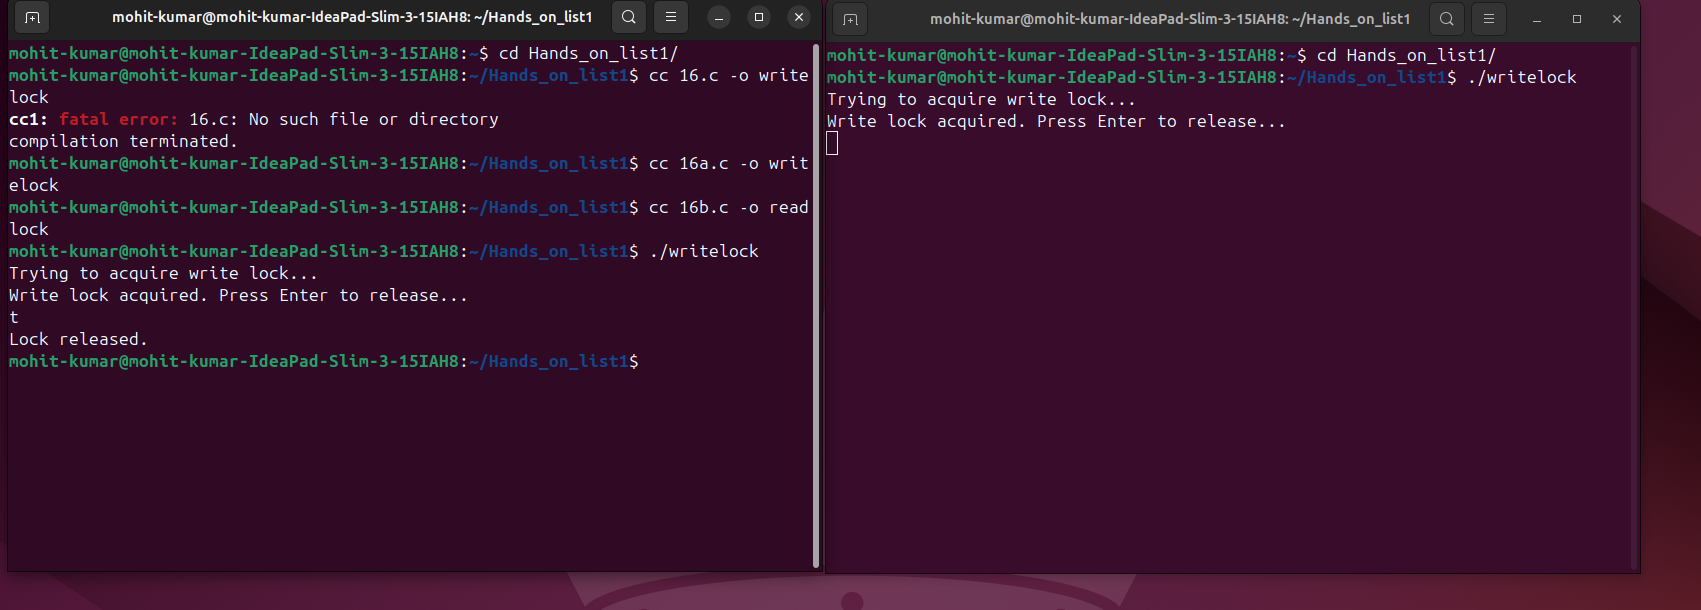 mohit-kumar@mohit-kumar-IdeaPad-Slim-3-15IAH8: ~/Hands_on_list1
mohit-kumar@mohit-kumar-IdeaPad-Slim-3-15IAH8:~$ cd Hands_on_list1/
mohit-kumar@mohit-kumar-IdeaPad-Slim-3-15IAH8:~/Hands_on_list1$ cc 16.c -o write
lock
cc1: fatal error: 16.c: No such file or directory
compilation terminated.
mohit-kumar@mohit-kumar-IdeaPad-Slim-3-15IAH8:~/Hands_on_list1$ cc 16a.c -o writ
elock
mohit-kumar@mohit-kumar-IdeaPad-Slim-3-15IAH8:~/Hands_on_list1$ cc 16b.c -o read
lock
mohit-kumar@mohit-kumar-IdeaPad-Slim-3-15IAH8:~/Hands_on_list1$ ./writelock
Trying to acquire write lock...
Write lock acquired. Press Enter to release...
t
Lock released.
mohit-kumar@mohit-kumar-IdeaPad-Slim-3-15IAH8:~/Hands_on_list1$
mohit-kumar@mohit-kumar-IdeaPad-Slim-3-15IAH8: ~/Hands_on_list1
mohit-kumar@mohit-kumar-IdeaPad-Slim-3-15IAH8:~$ cd Hands_on_list1/
mohit-kumar@mohit-kumar-IdeaPad-Slim-3-15IAH8:~/Hands_on_list1$ ./writelock
Trying to acquire write lock...
Write lock acquired. Press Enter to release...